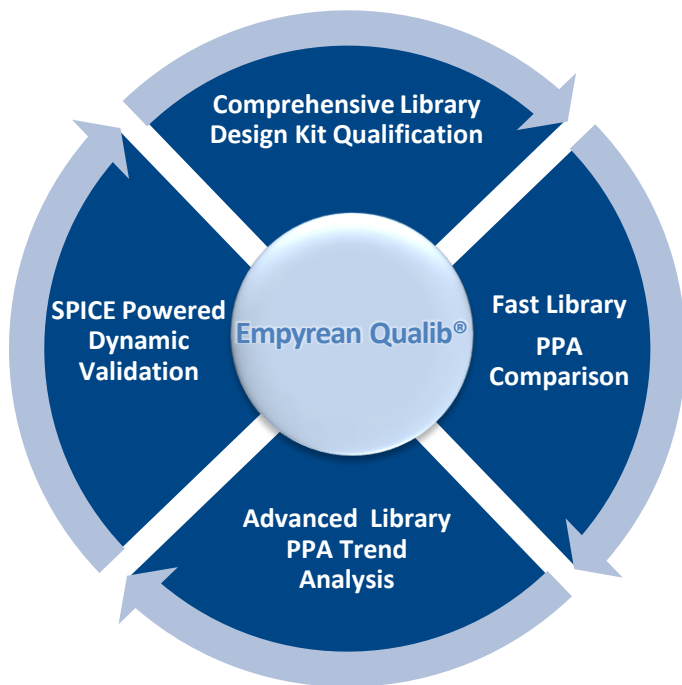 Comprehensive Library
Design Kit Qualification
SPICE Powered
Dynamic
Validation
Empyrean Qualib®
Fast Library
PPA
Comparison
Advanced Library
PPA Trend
Analysis